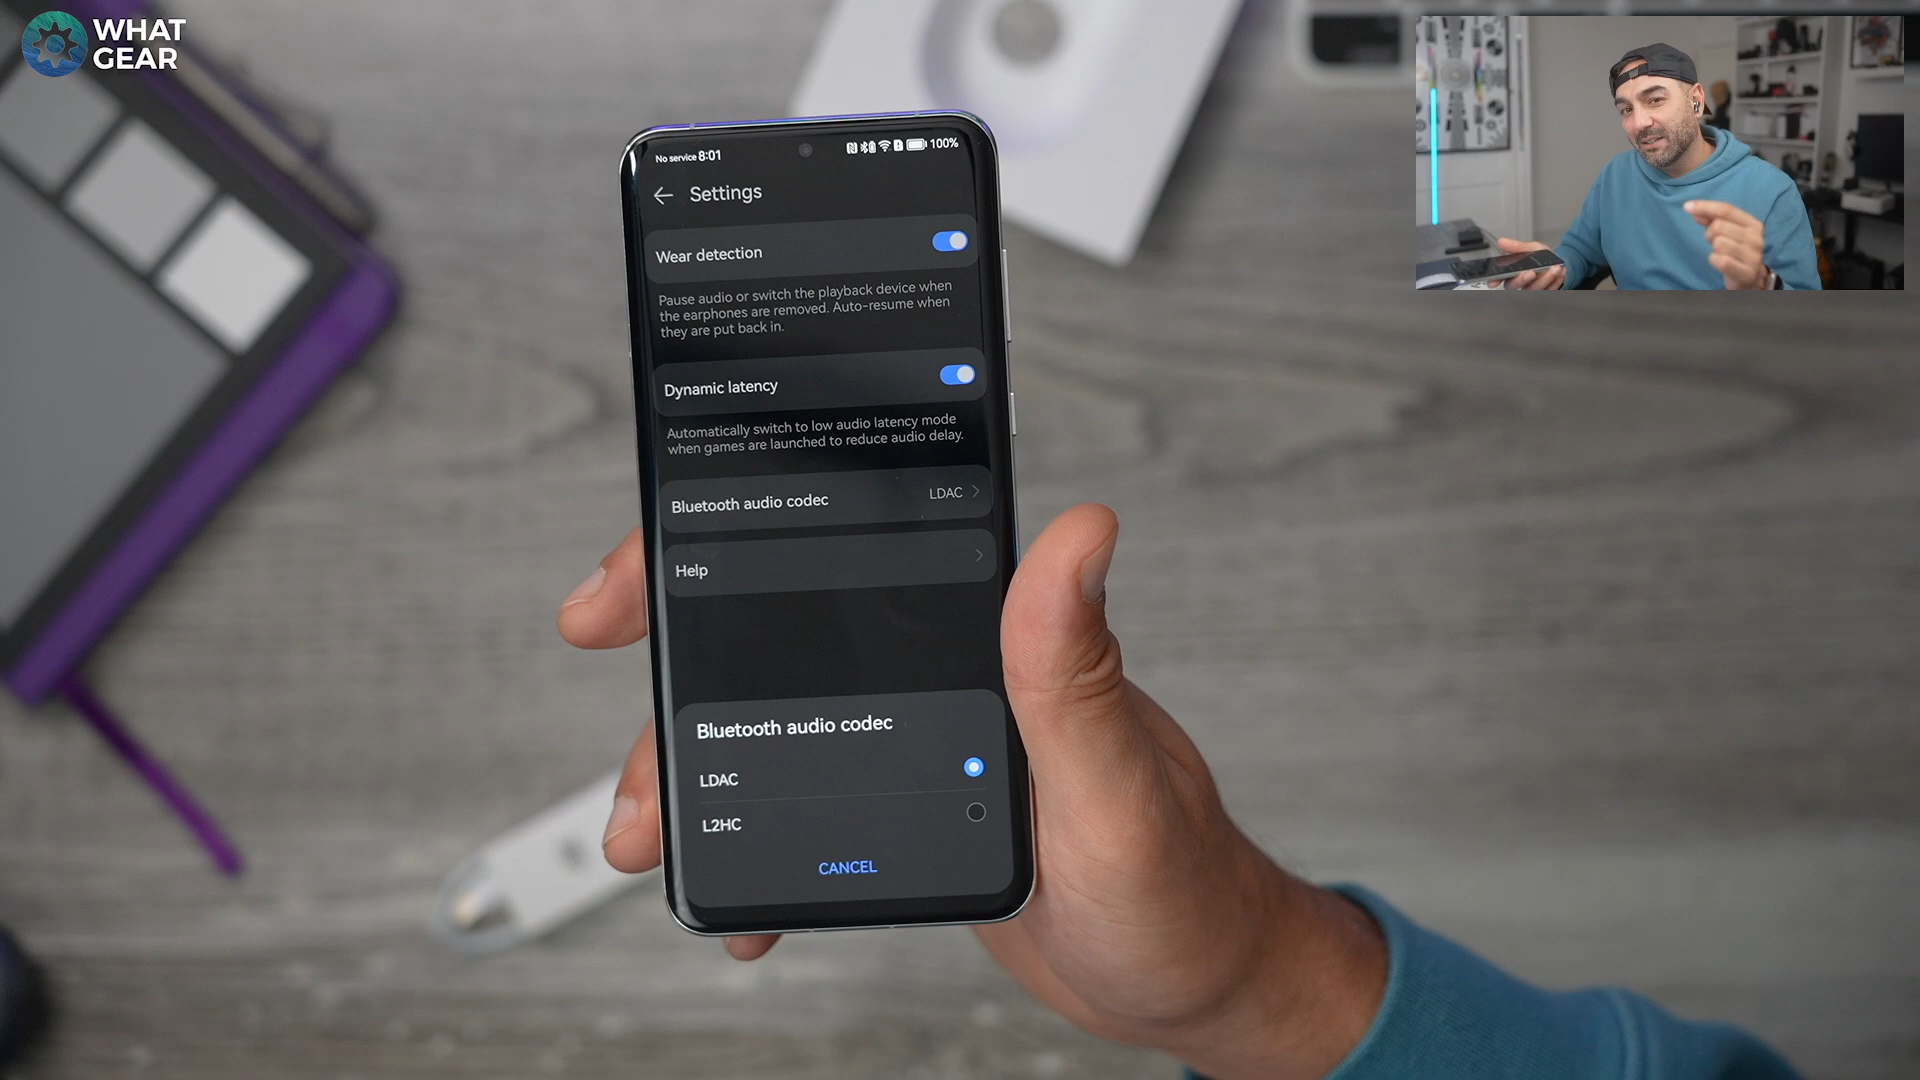 WHAT
GEAR
No service 8:01
100%
Settings
Wear detection
Pause audio or switch the playback device when
the earphones are removed. Auto-resume when
they are put back in.
Dynamic latency
Automatically switch to low audio latency mode
when games are launched to reduce audio delay.
Bluetooth audio codec
LDAC
Help
Bluetooth audio codec
LDAC
L2HC
CANCEL